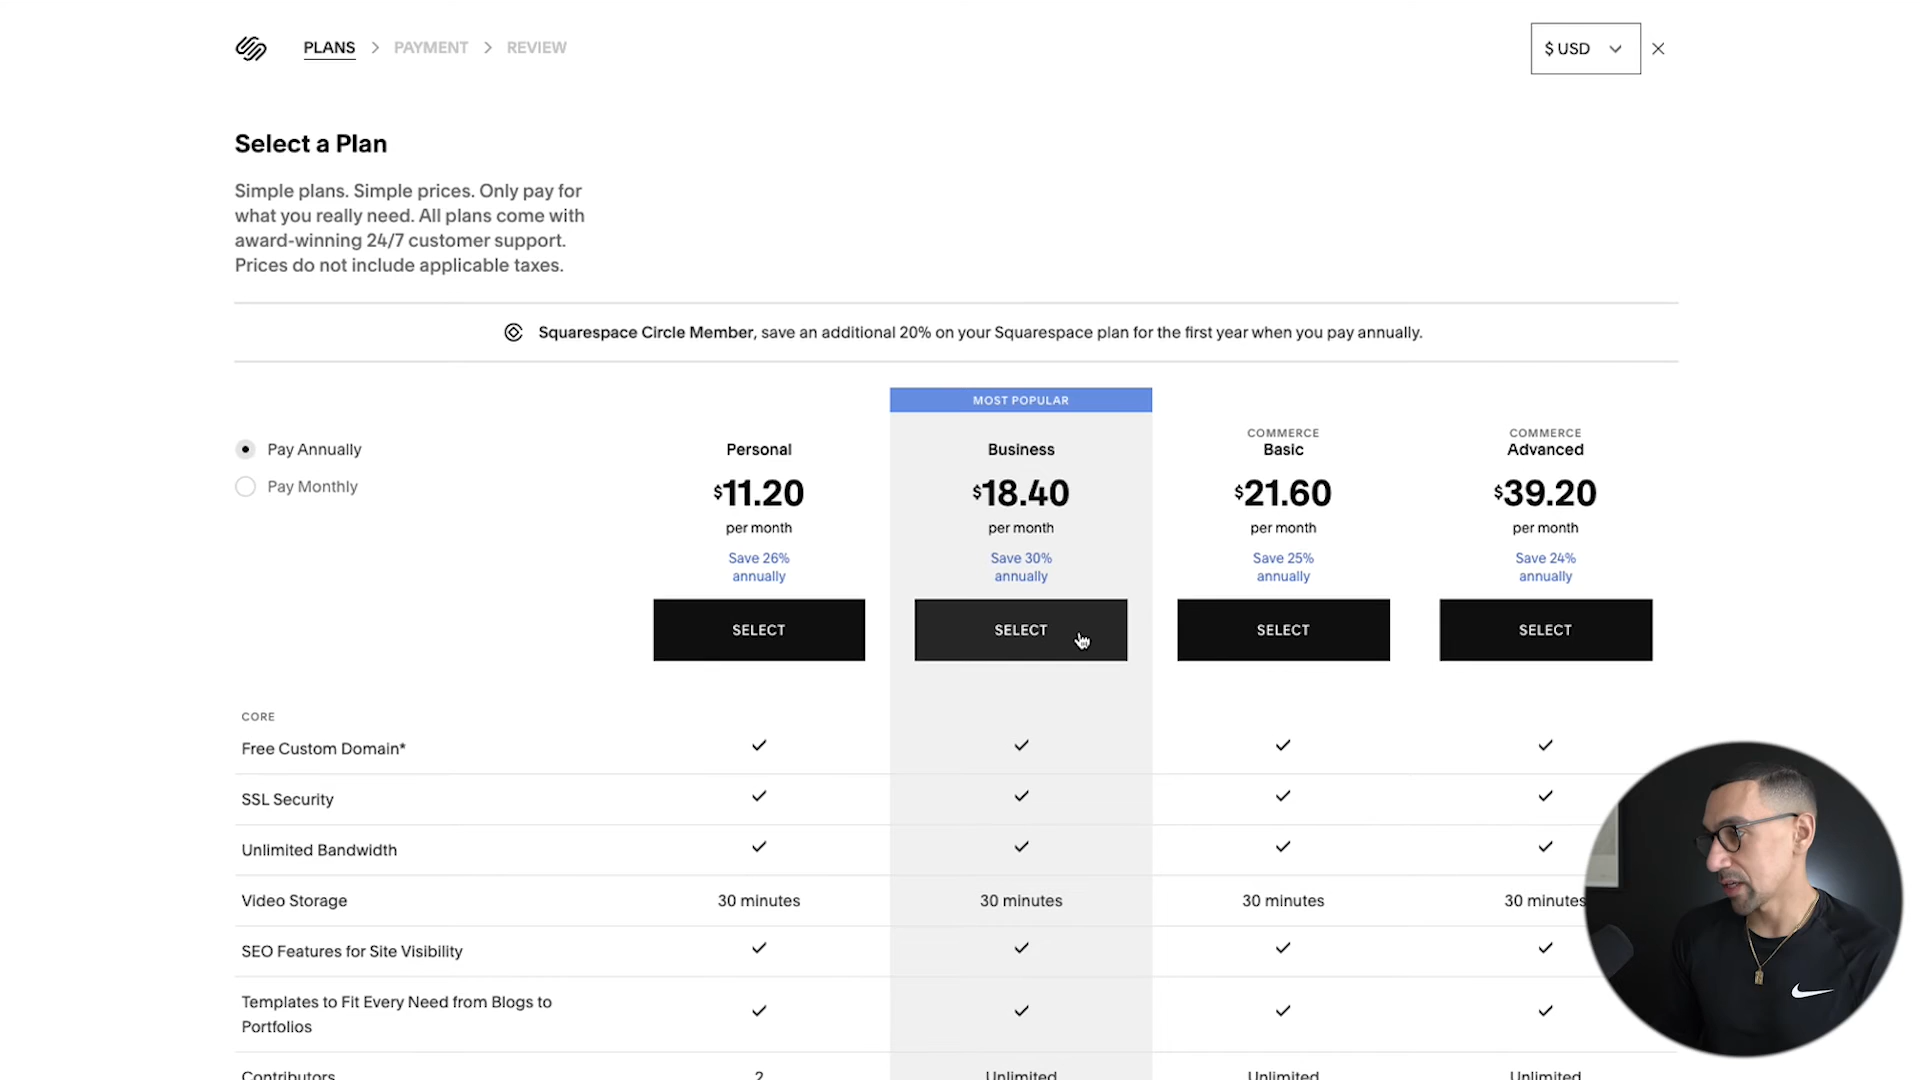 PLANS > PAYMENT > REVIEW
$ USD
Select a Plan
Simple plans. Simple prices. Only pay for
what you really need. All plans come with
award-winning 24/7 customer support.
Prices do not include applicable taxes.
Squarespace Circle Member, save an additional 20% on your Squarespace plan for the first year when you pay annually.
MOST POPULAR
COMMERCE COMMERCE
Pay Annually Personal Business Basic Advanced
Pay Monthly $11.20 $18.40 $21.60 $39.20
per month per month per month per month
Save 26% Save 30% Save 25% Save 24%
annually annually annually annually
SELECT SELECT SELECT SELECT
CORE
Free Custom Domain*
SSL Security
Unlimited Bandwidth
Video Storage 30 minutes 30 minutes 30 minutes 30 minutes
SEO Features for Site Visibility
Templates to Fit Every Need from Blogs to
Portfolios
Contributors 2 Unlimited Unlimited Unlimited